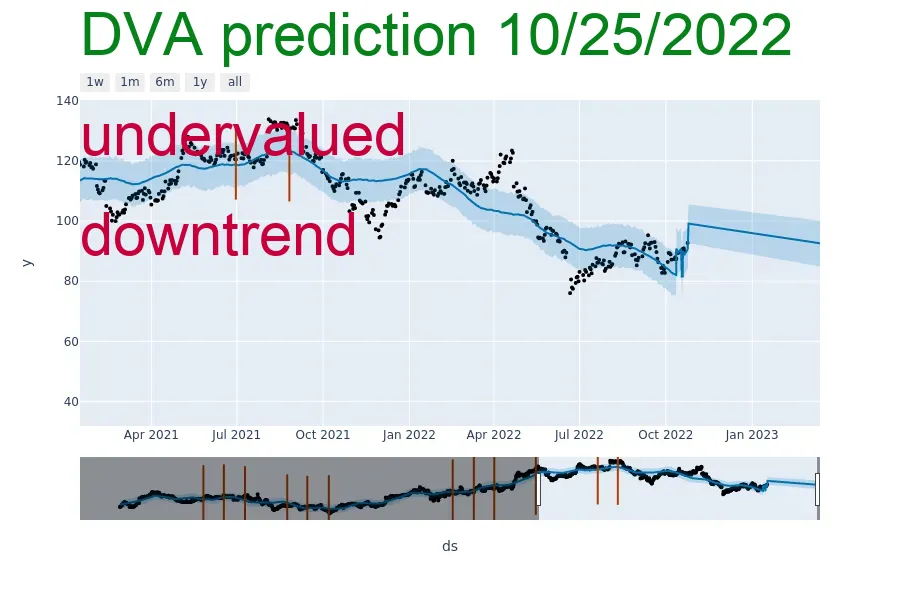 DVA prediction 10/25/2022
1w 1m 6m 1y all
140
undervalued
120
100
downtrend
y
80
60
40
Apr 2021 Jul 2021 Oct 2021 Jan 2022 Apr 2022 Jul 2022 Oct 2022 Jan 2023
ds